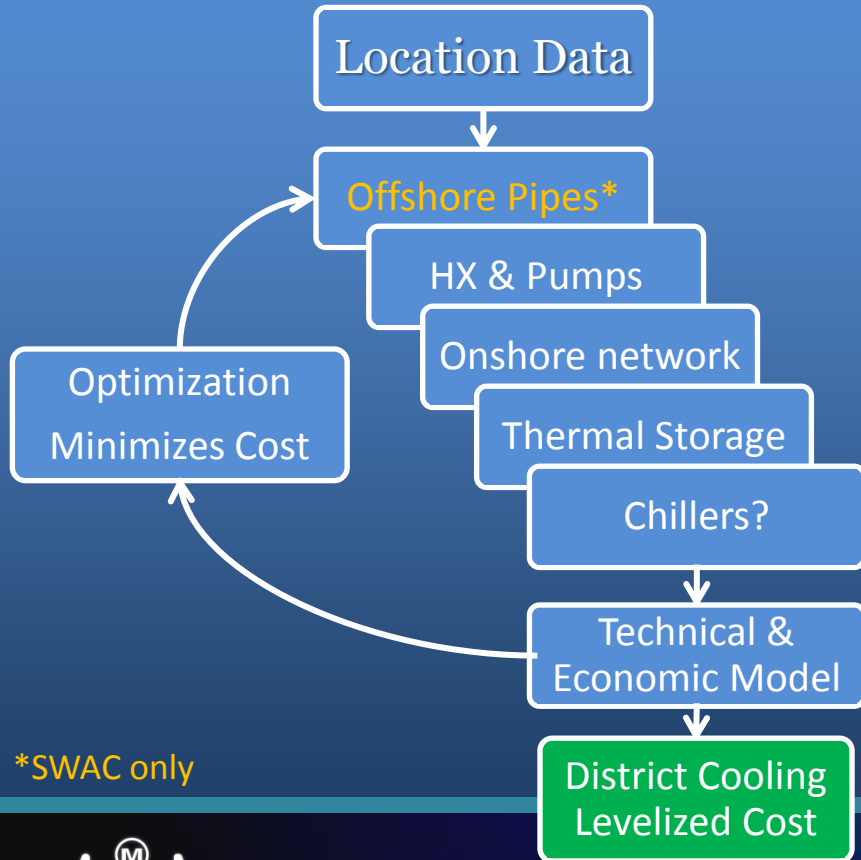 Location Data
Offshore Pipes*
HX & Pumps
Onshore network
Optimization
Minimizes Cost
Thermal Storage
Chillers?
Technical &
Economic Model
*SWAC only
District Cooling
Levelized Cost